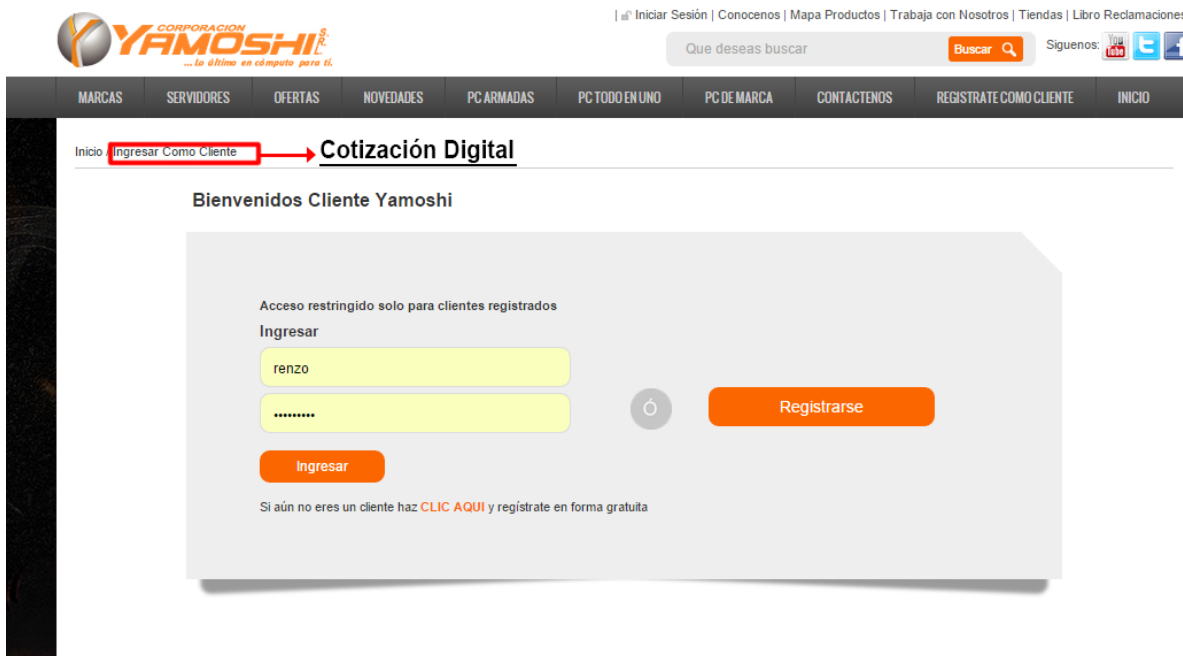 | Iniciar Sesión | Conocenos | Mapa Productos | Trabaja con Nosotros | Tiendas | Libro Reclamaciones
CORPORACION
YAMOSHI S.R.L.
... lo último en cómputo para ti.
Que deseas buscar
Buscar
Siguenos:
You Tube
MARCAS SERVIDORES OFERTAS NOVEDADES PC ARMADAS PC TODO EN UNO PC DE MARCA CONTACTENOS REGISTRATE COMO CLIENTE INICIO
Inicio / Ingresar Como Cliente
Cotización Digital
Bienvenidos Cliente Yamoshi
Acceso restringido solo para clientes registrados
Ingresar
renzo
•••••••••
Ó
Registrarse
Ingresar
Si aún no eres un cliente haz CLIC AQUI y regístrate en forma gratuita